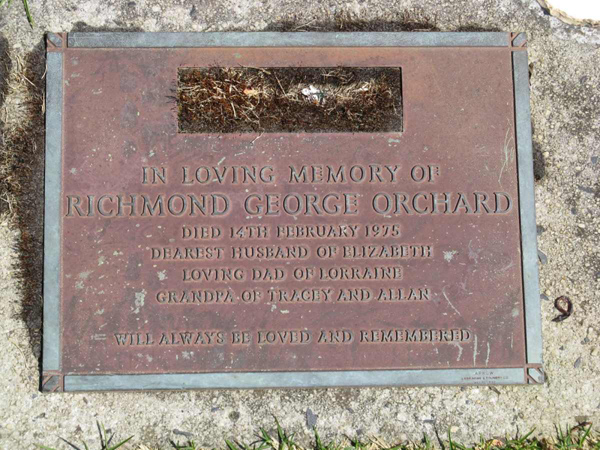 IN LOVING MEMORY OF
RICHMOND GEORGE ORCHARD
DIED 14TH FEBRUARY 1975
DEAREST HUSBAND OF ELIZABETH
LOVING DAD OF LORRAINE
GRANDPA OF TRACEY AND ALLAN
WILL ALWAYS BE LOVED AND REMEMBERED